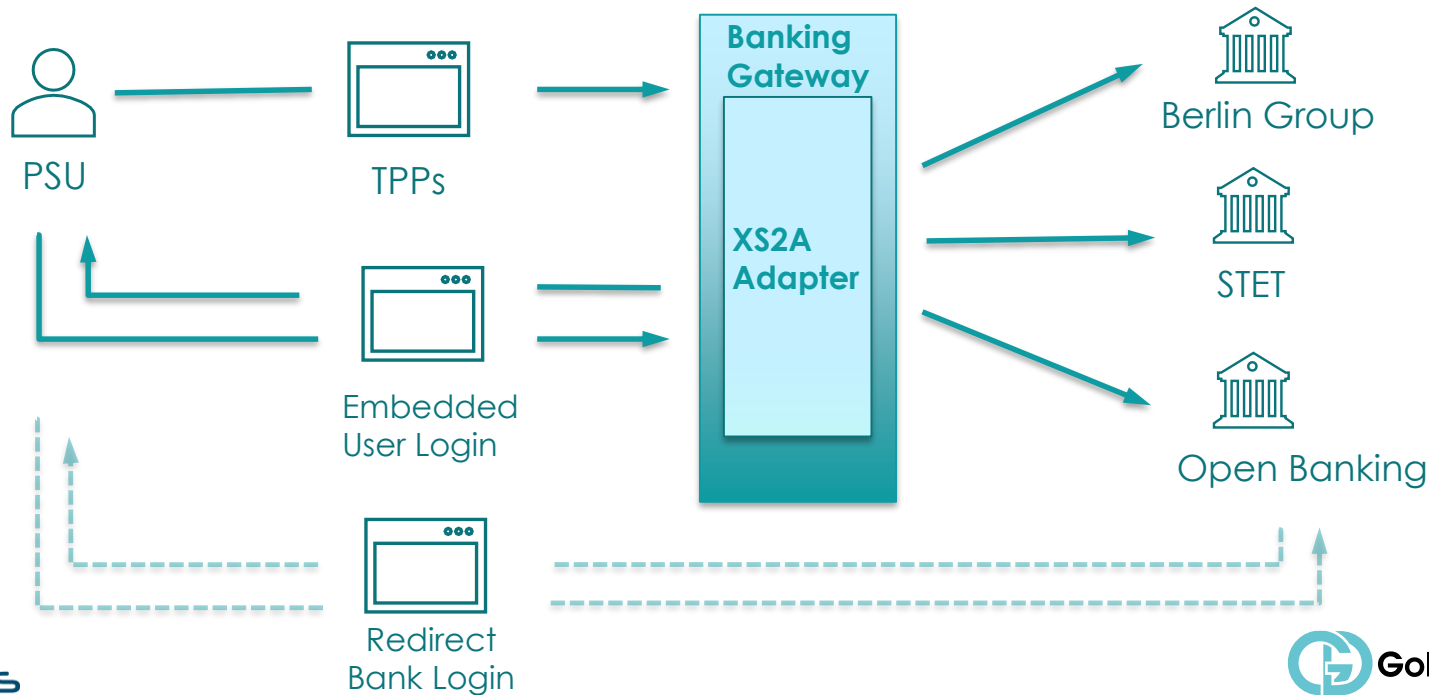 Banking
Gateway
PSU
TPPs
XS2A
Adapter
Berlin Group
STET
Embedded
User Login
Open Banking
Redirect
Bank Login